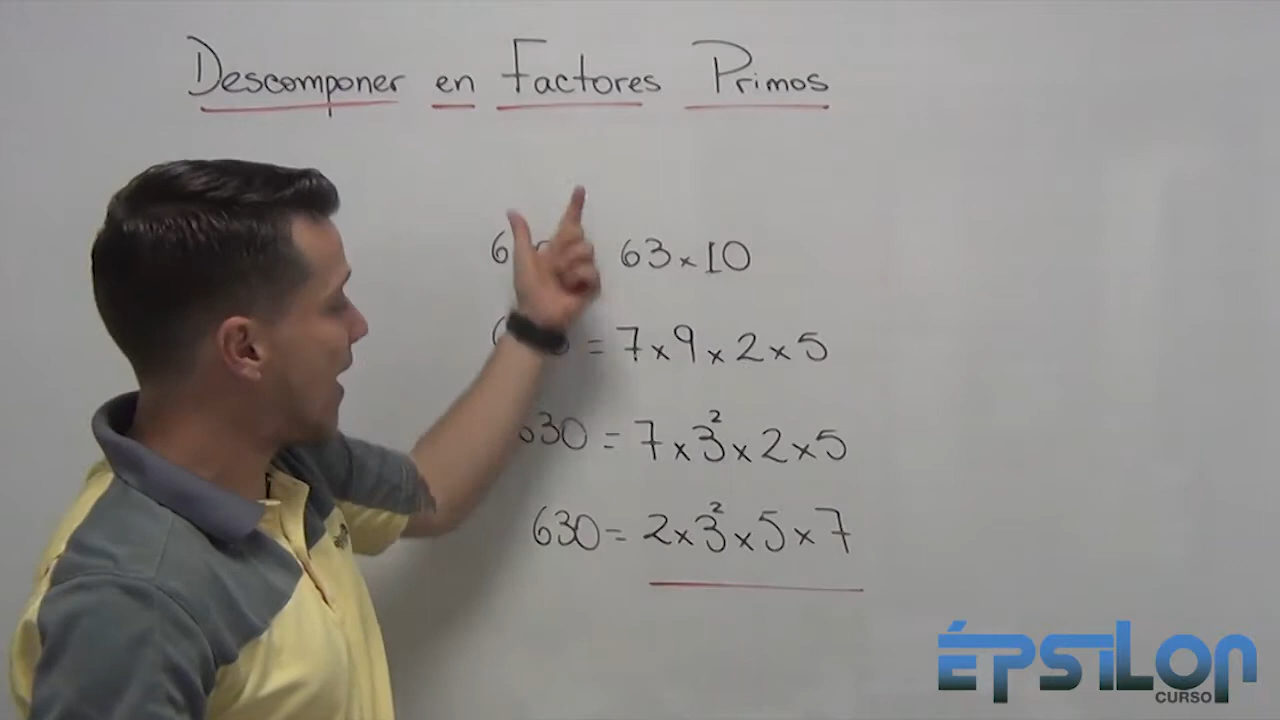 Descomponer en Factores Primos
63 × 10
= 7 × 9 × 2 × 5
630 = 7 × 3² × 2 × 5
630 = 2 × 3² × 5 × 7
ÉPSILON
CURSO